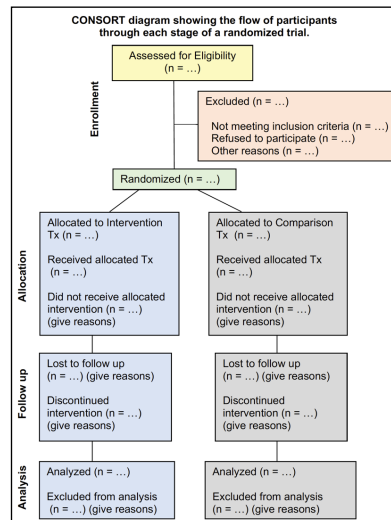 CONSORT diagram showing the flow of participants
through each stage of a randomized trial.
Assessed for Eligibility
(n = …)
Enrollment
Excluded (n = …)
Not meeting inclusion criteria (n = …)
Refused to participate (n = …)
Other reasons (n = …)
Randomized (n = …)
Allocation
Allocated to Intervention
Tx (n = …)
Received allocated Tx
(n = …)
Did not receive allocated
intervention (n = …)
(give reasons)
Allocated to Comparison
Tx (n = …)
Received allocated Tx
(n = …)
Did not receive allocated
intervention (n = …)
(give reasons)
Follow up
Lost to follow up
(n = …) (give reasons)
Discontinued
intervention (n = …)
(give reasons)
Lost to follow up
(n = …) (give reasons)
Discontinued
intervention (n = …)
(give reasons)
Analysis
Analyzed (n = …)
Excluded from analysis
(n = …) (give reasons)
Analyzed (n = …)
Excluded from analysis
(n = …) (give reasons)